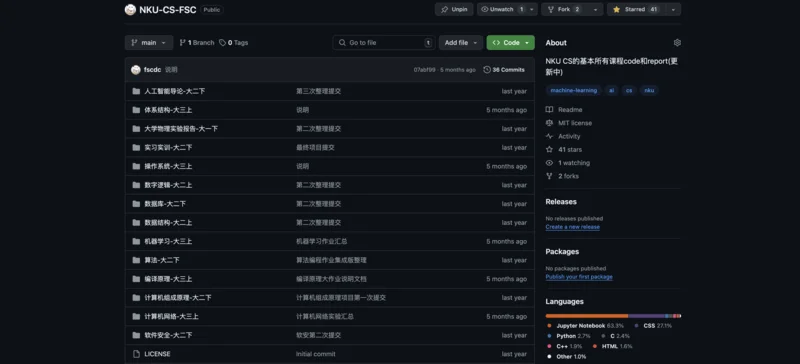 NKU-CS-FSC Public
Unpin
Unwatch 1
Fork 2
Starred 41
main
1 Branch
0 Tags
Go to file t
Add file
Code
fscdc 说明
07abf99 · 5 months ago
36 Commits
人工智能导论-大二下 第三次整理提交 last year
体系结构-大三上 说明 5 months ago
大学物理实验报告-大一下 第二次整理提交 last year
实习实训-大二下 最终项目提交 last year
操作系统-大三上 说明 5 months ago
数字逻辑-大二上 第二次整理提交 last year
数据库-大二下 第二次整理提交 last year
数据结构-大二上 第二次整理提交 last year
机器学习-大三上 机器学习作业汇总 5 months ago
算法-大二下 算法编程作业集成版整理 last year
编译原理-大三上 编译原理大作业说明文档 5 months ago
计算机组成原理-大二下 计算机组成原理项目第一次提交 last year
计算机网络-大三上 计算机网络实验汇总 5 months ago
软件安全-大二下 软安第二次提交 last year
LICENSE Initial commit last year
About
NKU CS的基本所有课程code和report(更
新中)
machine-learning ai cs nku
Readme
MIT license
Activity
41 stars
1 watching
2 forks
Releases
No releases published
Create a new release
Packages
No packages published
Publish your first package
Languages
Jupyter Notebook 63.3% CSS 27.1%
Python 2.7% C 2.4%
C++ 1.9% HTML 1.6%
Other 1.0%